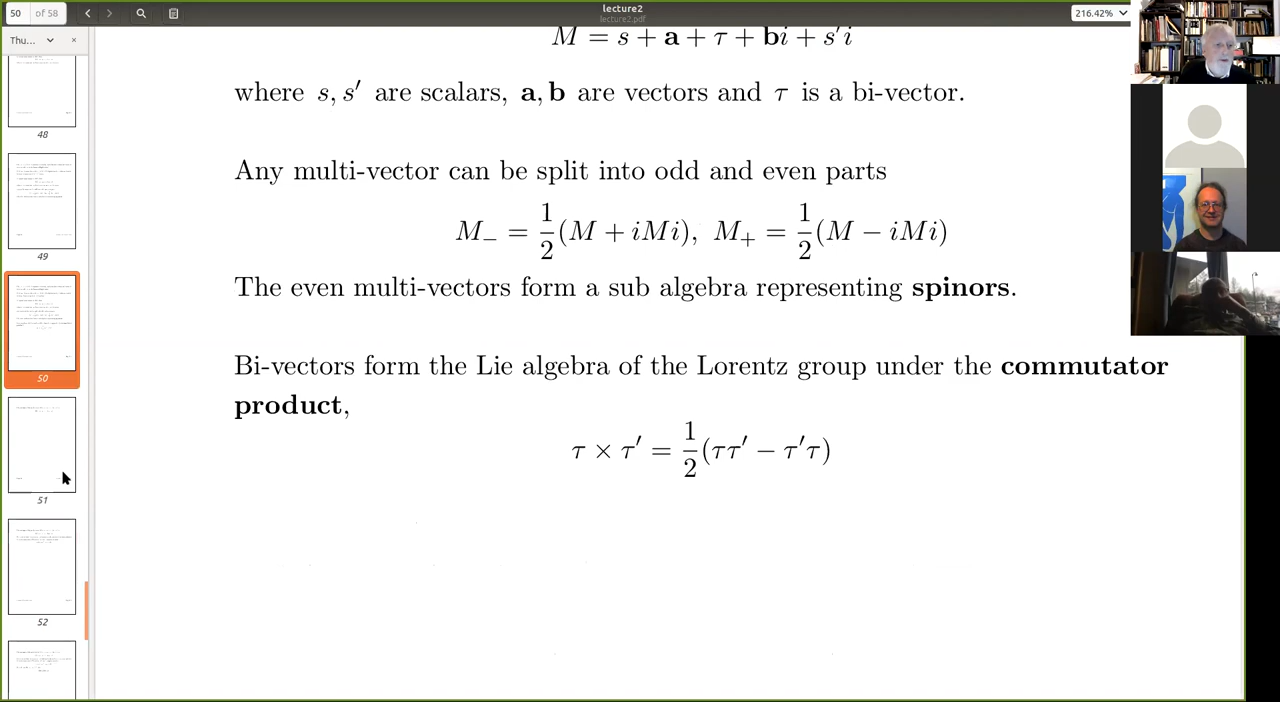 50 of 58
lecture2
lecture2.pdf
216.42%
Thu...
48
49
50
51
52
M = s + a + τ + bi + s′i
where s, s′ are scalars, a, b are vectors and τ is a bi-vector.
Any multi-vector can be split into odd and even parts
M₋ = 1/2 (M + iMi), M₊ = 1/2 (M − iMi)
The even multi-vectors form a sub algebra representing spinors.
Bi-vectors form the Lie algebra of the Lorentz group under the commutator
product,
τ × τ′ = 1/2 (ττ′ − τ′τ)